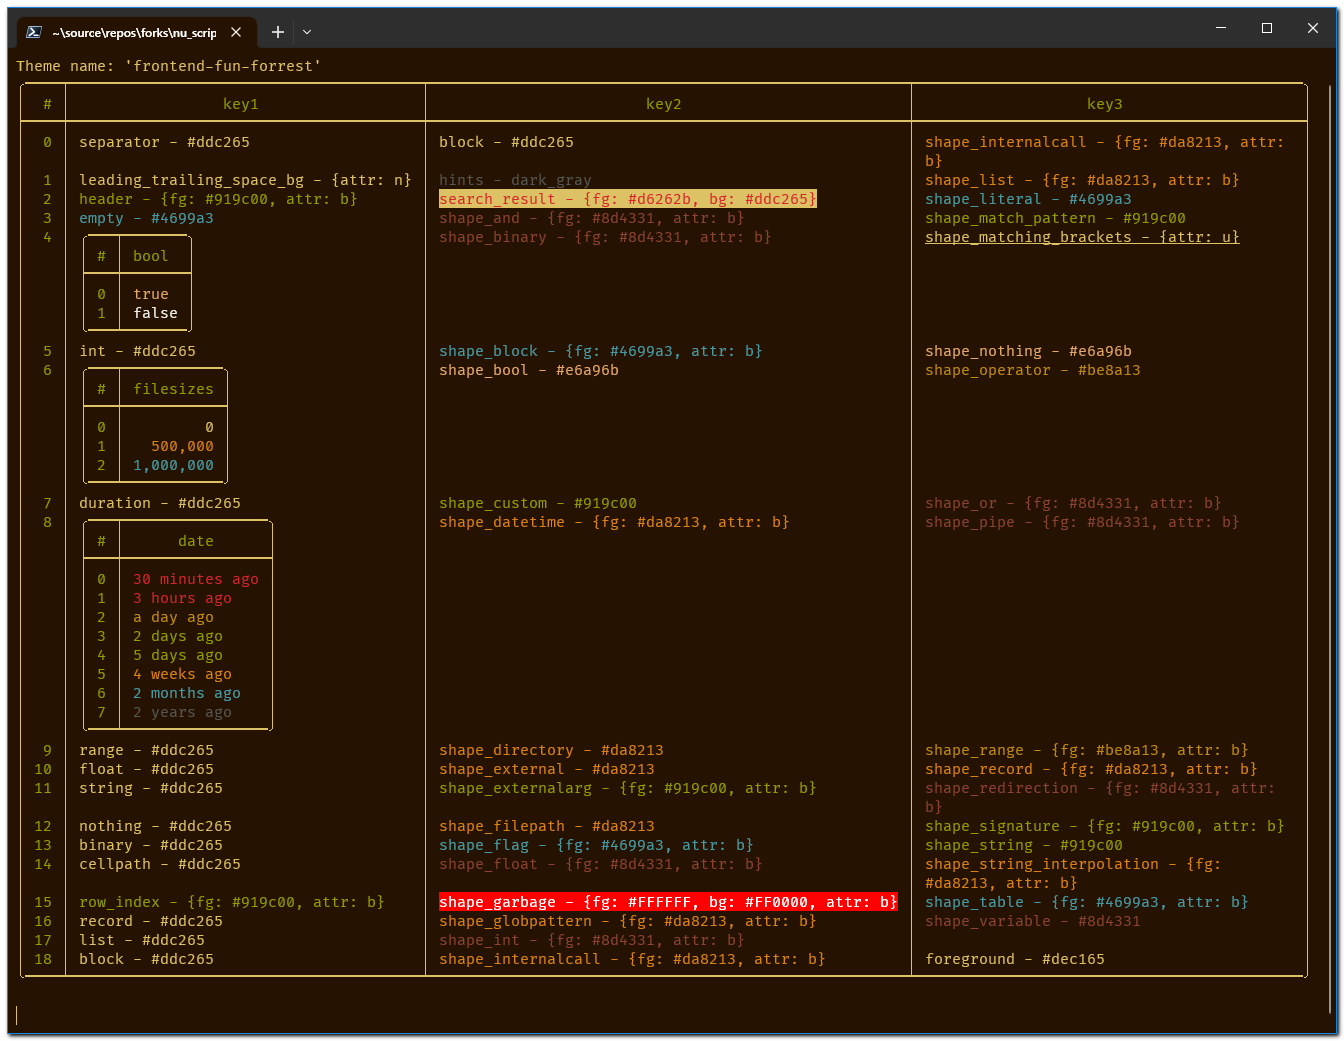 ~\source\repos\forks\nu_scrip
Theme name: 'frontend-fun-forrest'
# key1 key2 key3
0 separator - #ddc265 block - #ddc265 shape_internalcall - {fg: #da8213, attr:
b}
1 leading_trailing_space_bg - {attr: n} hints - dark_gray shape_list - {fg: #da8213, attr: b}
2 header - {fg: #919c00, attr: b} search_result - {fg: #d6262b, bg: #ddc265} shape_literal - #4699a3
3 empty - #4699a3 shape_and - {fg: #8d4331, attr: b} shape_match_pattern - #919c00
4 shape_binary - {fg: #8d4331, attr: b} shape_matching_brackets - {attr: u}
# bool
0 true
1 false
5 int - #ddc265 shape_block - {fg: #4699a3, attr: b} shape_nothing - #e6a96b
6 shape_bool - #e6a96b shape_operator - #be8a13
# filesizes
0 0
1 500,000
2 1,000,000
7 duration - #ddc265 shape_custom - #919c00 shape_or - {fg: #8d4331, attr: b}
8 shape_datetime - {fg: #da8213, attr: b} shape_pipe - {fg: #8d4331, attr: b}
# date
0 30 minutes ago
1 3 hours ago
2 a day ago
3 2 days ago
4 5 days ago
5 4 weeks ago
6 2 months ago
7 2 years ago
9 range - #ddc265 shape_directory - #da8213 shape_range - {fg: #be8a13, attr: b}
10 float - #ddc265 shape_external - #da8213 shape_record - {fg: #da8213, attr: b}
11 string - #ddc265 shape_externalarg - {fg: #919c00, attr: b} shape_redirection - {fg: #8d4331, attr:
b}
12 nothing - #ddc265 shape_filepath - #da8213 shape_signature - {fg: #919c00, attr: b}
13 binary - #ddc265 shape_flag - {fg: #4699a3, attr: b} shape_string - #919c00
14 cellpath - #ddc265 shape_float - {fg: #8d4331, attr: b} shape_string_interpolation - {fg:
#da8213, attr: b}
15 row_index - {fg: #919c00, attr: b} shape_garbage - {fg: #FFFFFF, bg: #FF0000, attr: b} shape_table - {fg: #4699a3, attr: b}
16 record - #ddc265 shape_globpattern - {fg: #da8213, attr: b} shape_variable - #8d4331
17 list - #ddc265 shape_int - {fg: #8d4331, attr: b}
18 block - #ddc265 shape_internalcall - {fg: #da8213, attr: b} foreground - #dec165